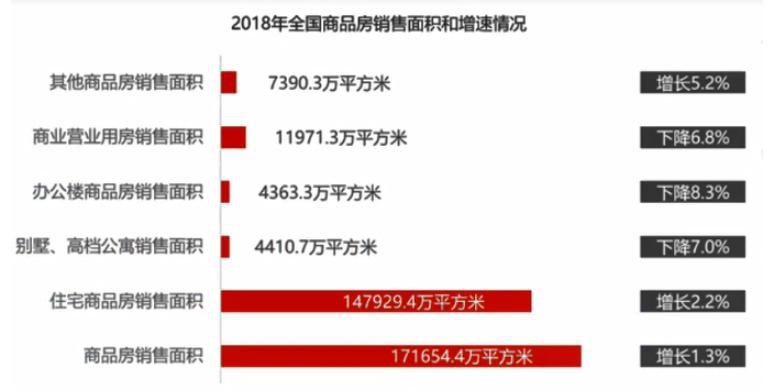 2018年全国商品房销售面积和增速情况
其他商品房销售面积 7390.3万平方米 增长5.2%
商业营业用房销售面积 11971.3万平方米 下降6.8%
办公楼商品房销售面积 4363.3万平方米 下降8.3%
别墅、高档公寓销售面积 4410.7万平方米 下降7.0%
住宅商品房销售面积 147929.4万平方米 增长2.2%
商品房销售面积 171654.4万平方米 增长1.3%